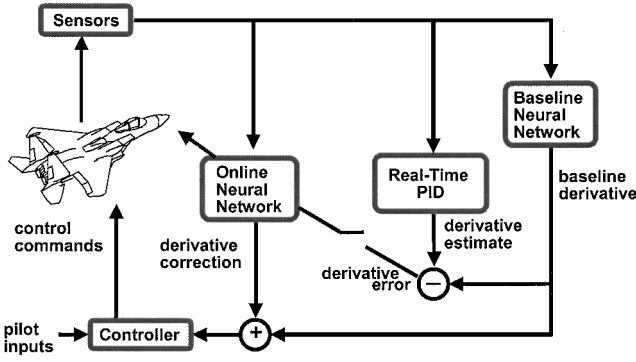 Sensors
Baseline
Neural
Network
Online
Neural
Network
Real-Time
PID
baseline
derivative
control
commands
derivative
correction
derivative
estimate
derivative
error
−
+
pilot
inputs
Controller